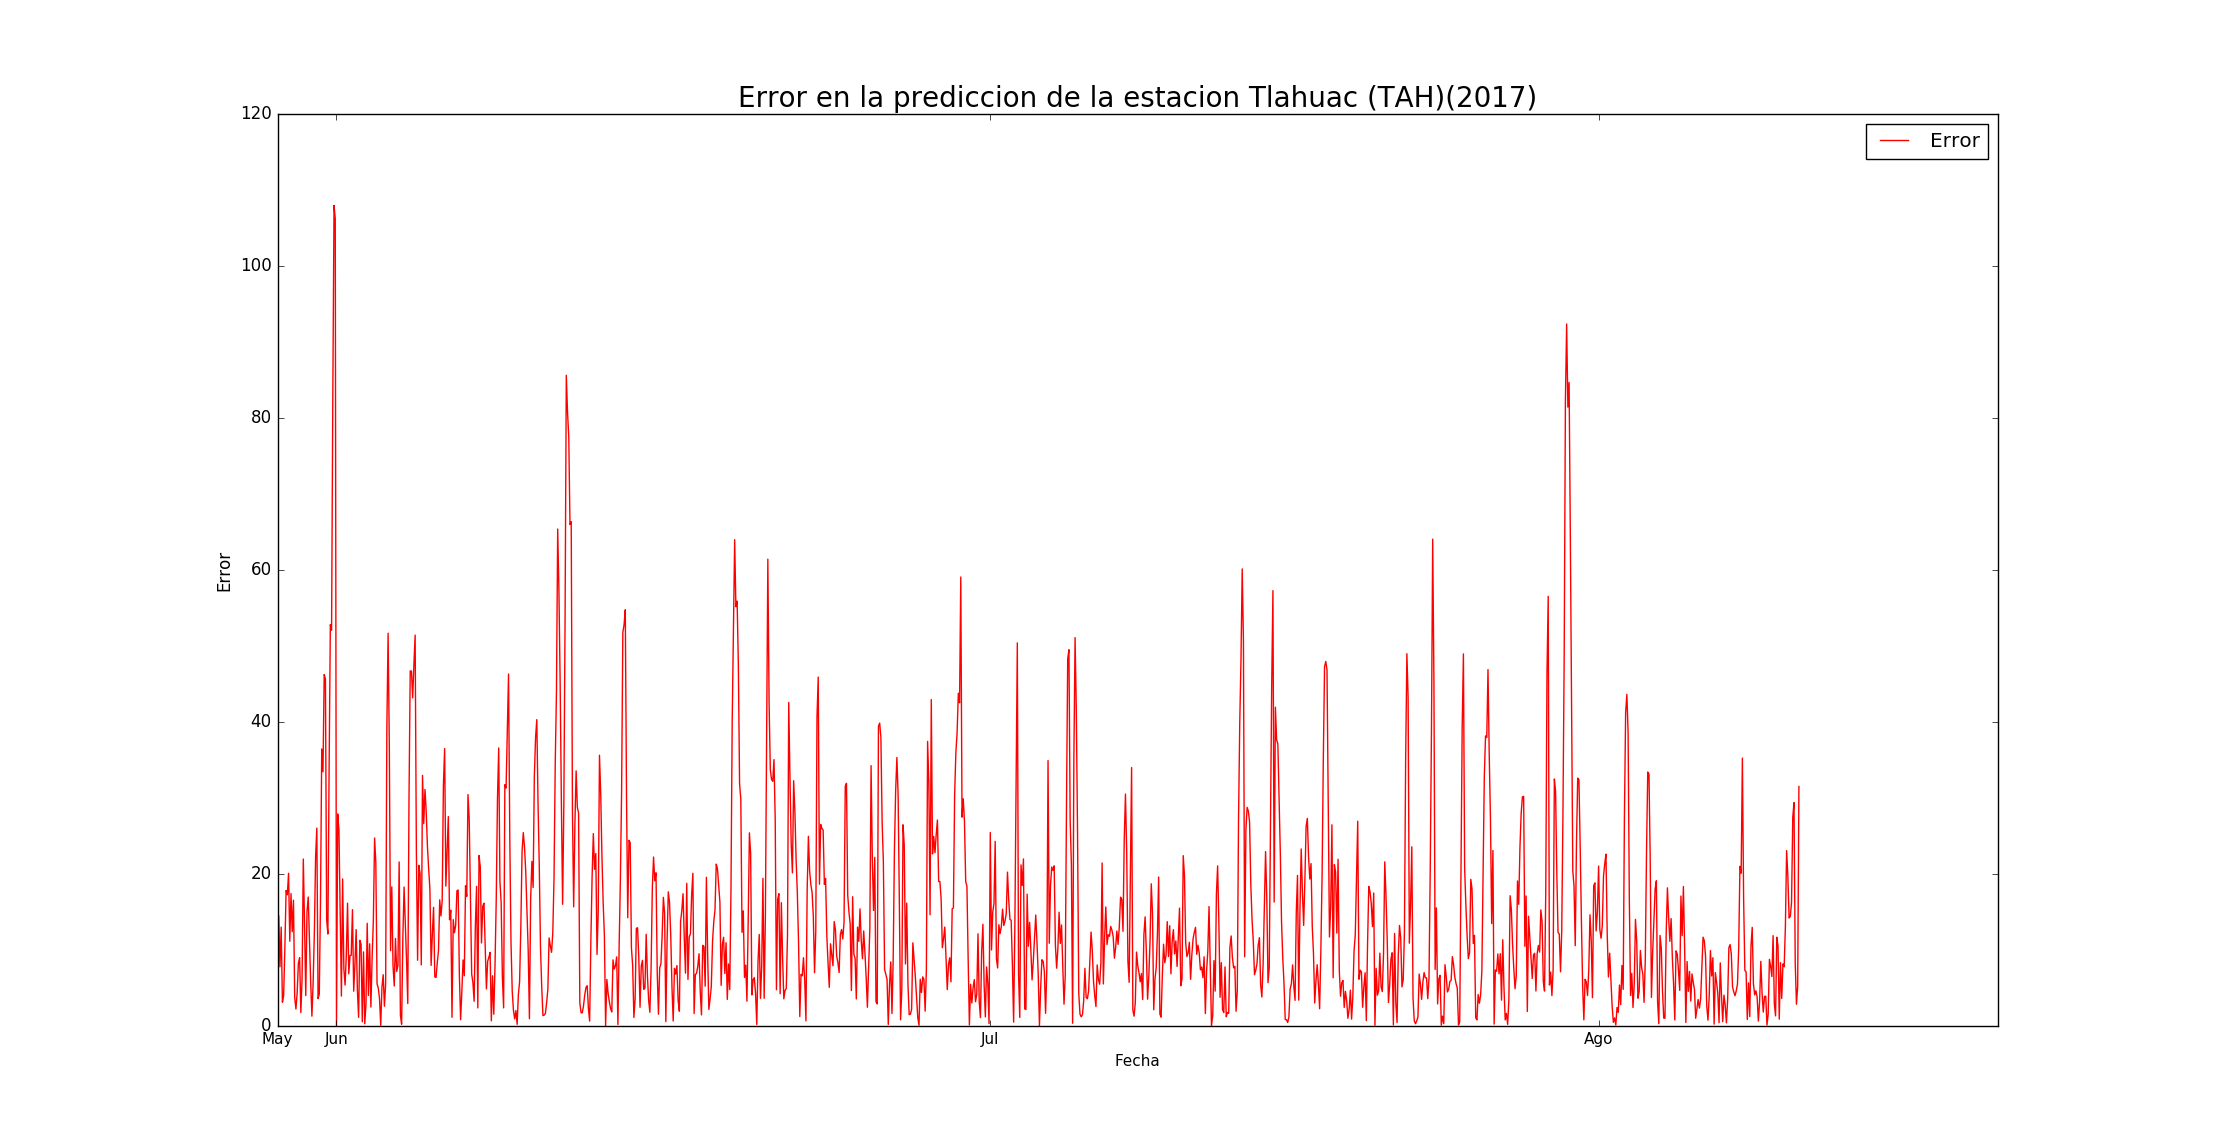 Error en la prediccion de la estacion Tlahuac (TAH)(2017)
120
Error
100
80
60
Error
40
20
0
May Jun Jul Ago
Fecha